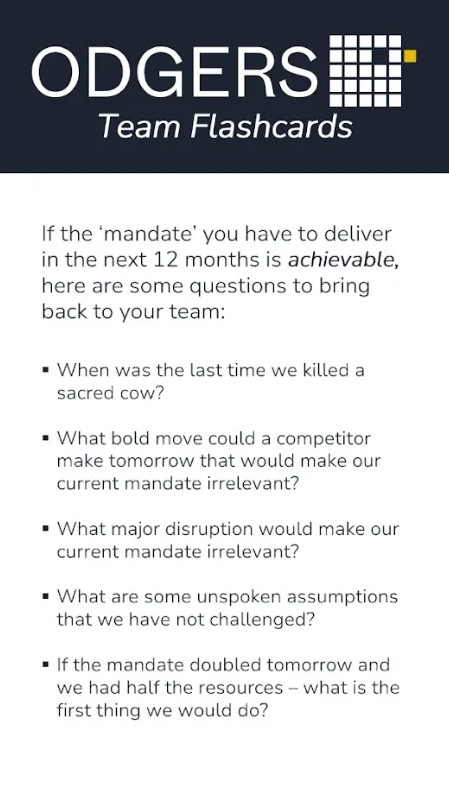 ODGERS
Team Flashcards
If the ‘mandate’ you have to deliver
in the next 12 months is achievable,
here are some questions to bring
back to your team:
▪ When was the last time we killed a
sacred cow?
▪ What bold move could a competitor
make tomorrow that would make our
current mandate irrelevant?
▪ What major disruption would make our
current mandate irrelevant?
▪ What are some unspoken assumptions
that we have not challenged?
▪ If the mandate doubled tomorrow and
we had half the resources – what is the
first thing we would do?